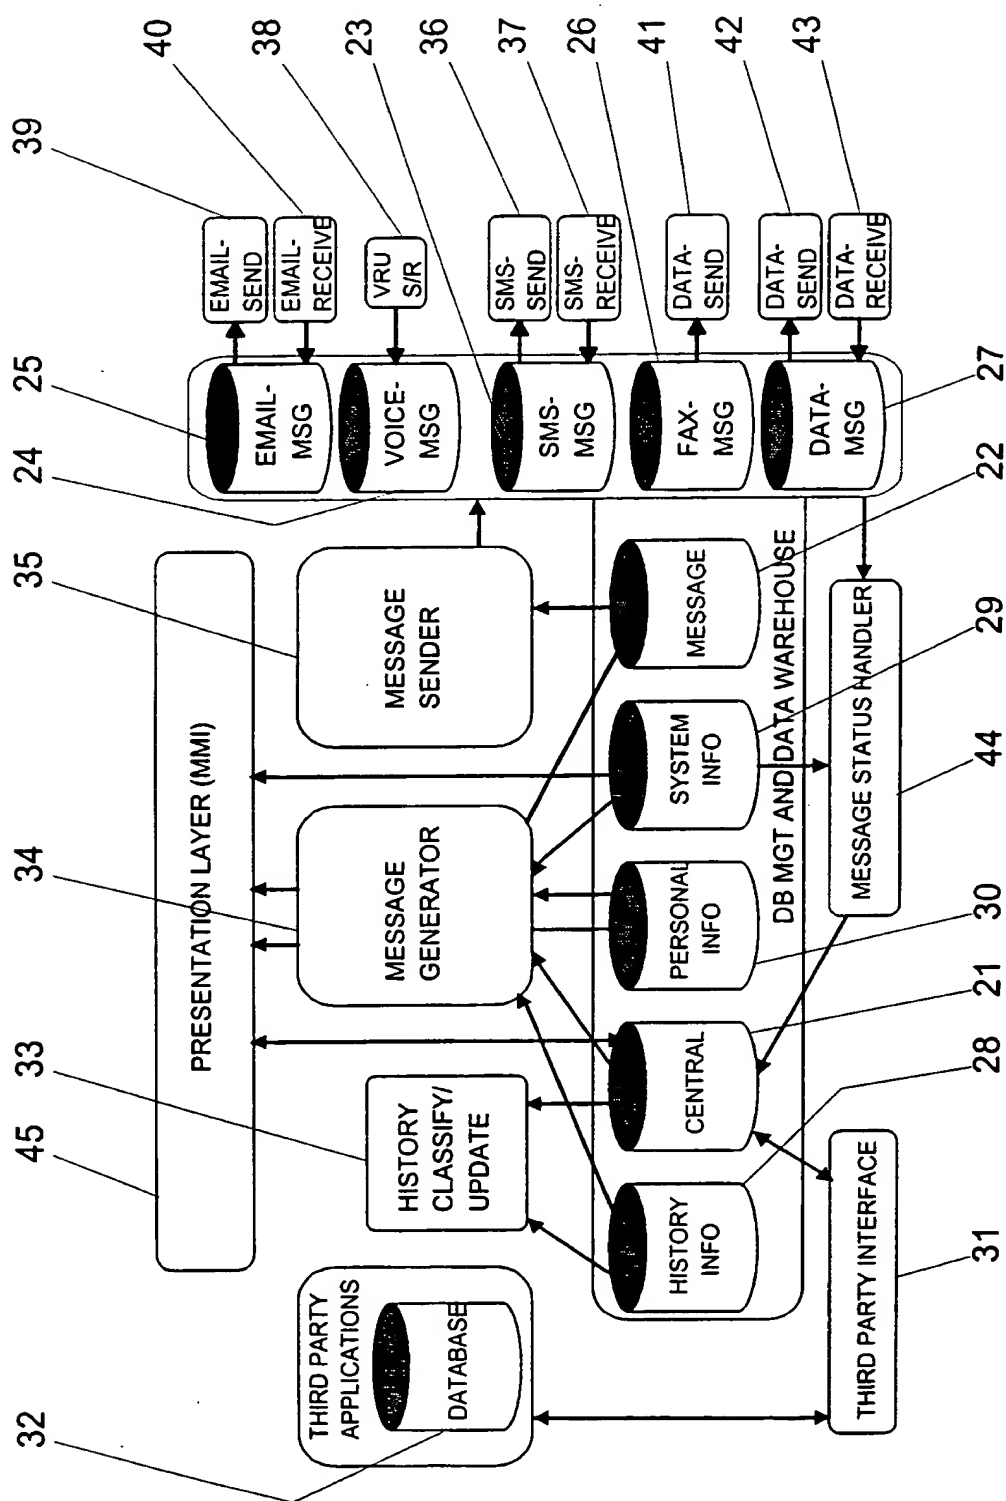 32
45
33
34
35
24
25
39
40
38
23
36
37
26
41
42
43
PRESENTATION LAYER (MMI)
THIRD PARTY
APPLICATIONS
DATABASE
HISTORY
CLASSIFY/
UPDATE
MESSAGE
GENERATOR
MESSAGE
SENDER
EMAIL-
MSG
EMAIL-
SEND
EMAIL-
RECEIVE
VOICE-
MSG
VRU
S/R
SMS-
MSG
SMS-
SEND
SMS-
RECEIVE
FAX-
MSG
DATA-
SEND
DATA-
MSG
DATA-
SEND
DATA-
RECEIVE
HISTORY
INFO
CENTRAL
PERSONAL
INFO
SYSTEM
INFO
MESSAGE
DB MGT AND DATA WAREHOUSE
THIRD PARTY INTERFACE
MESSAGE STATUS HANDLER
31
28
21
30
44
29
22
27